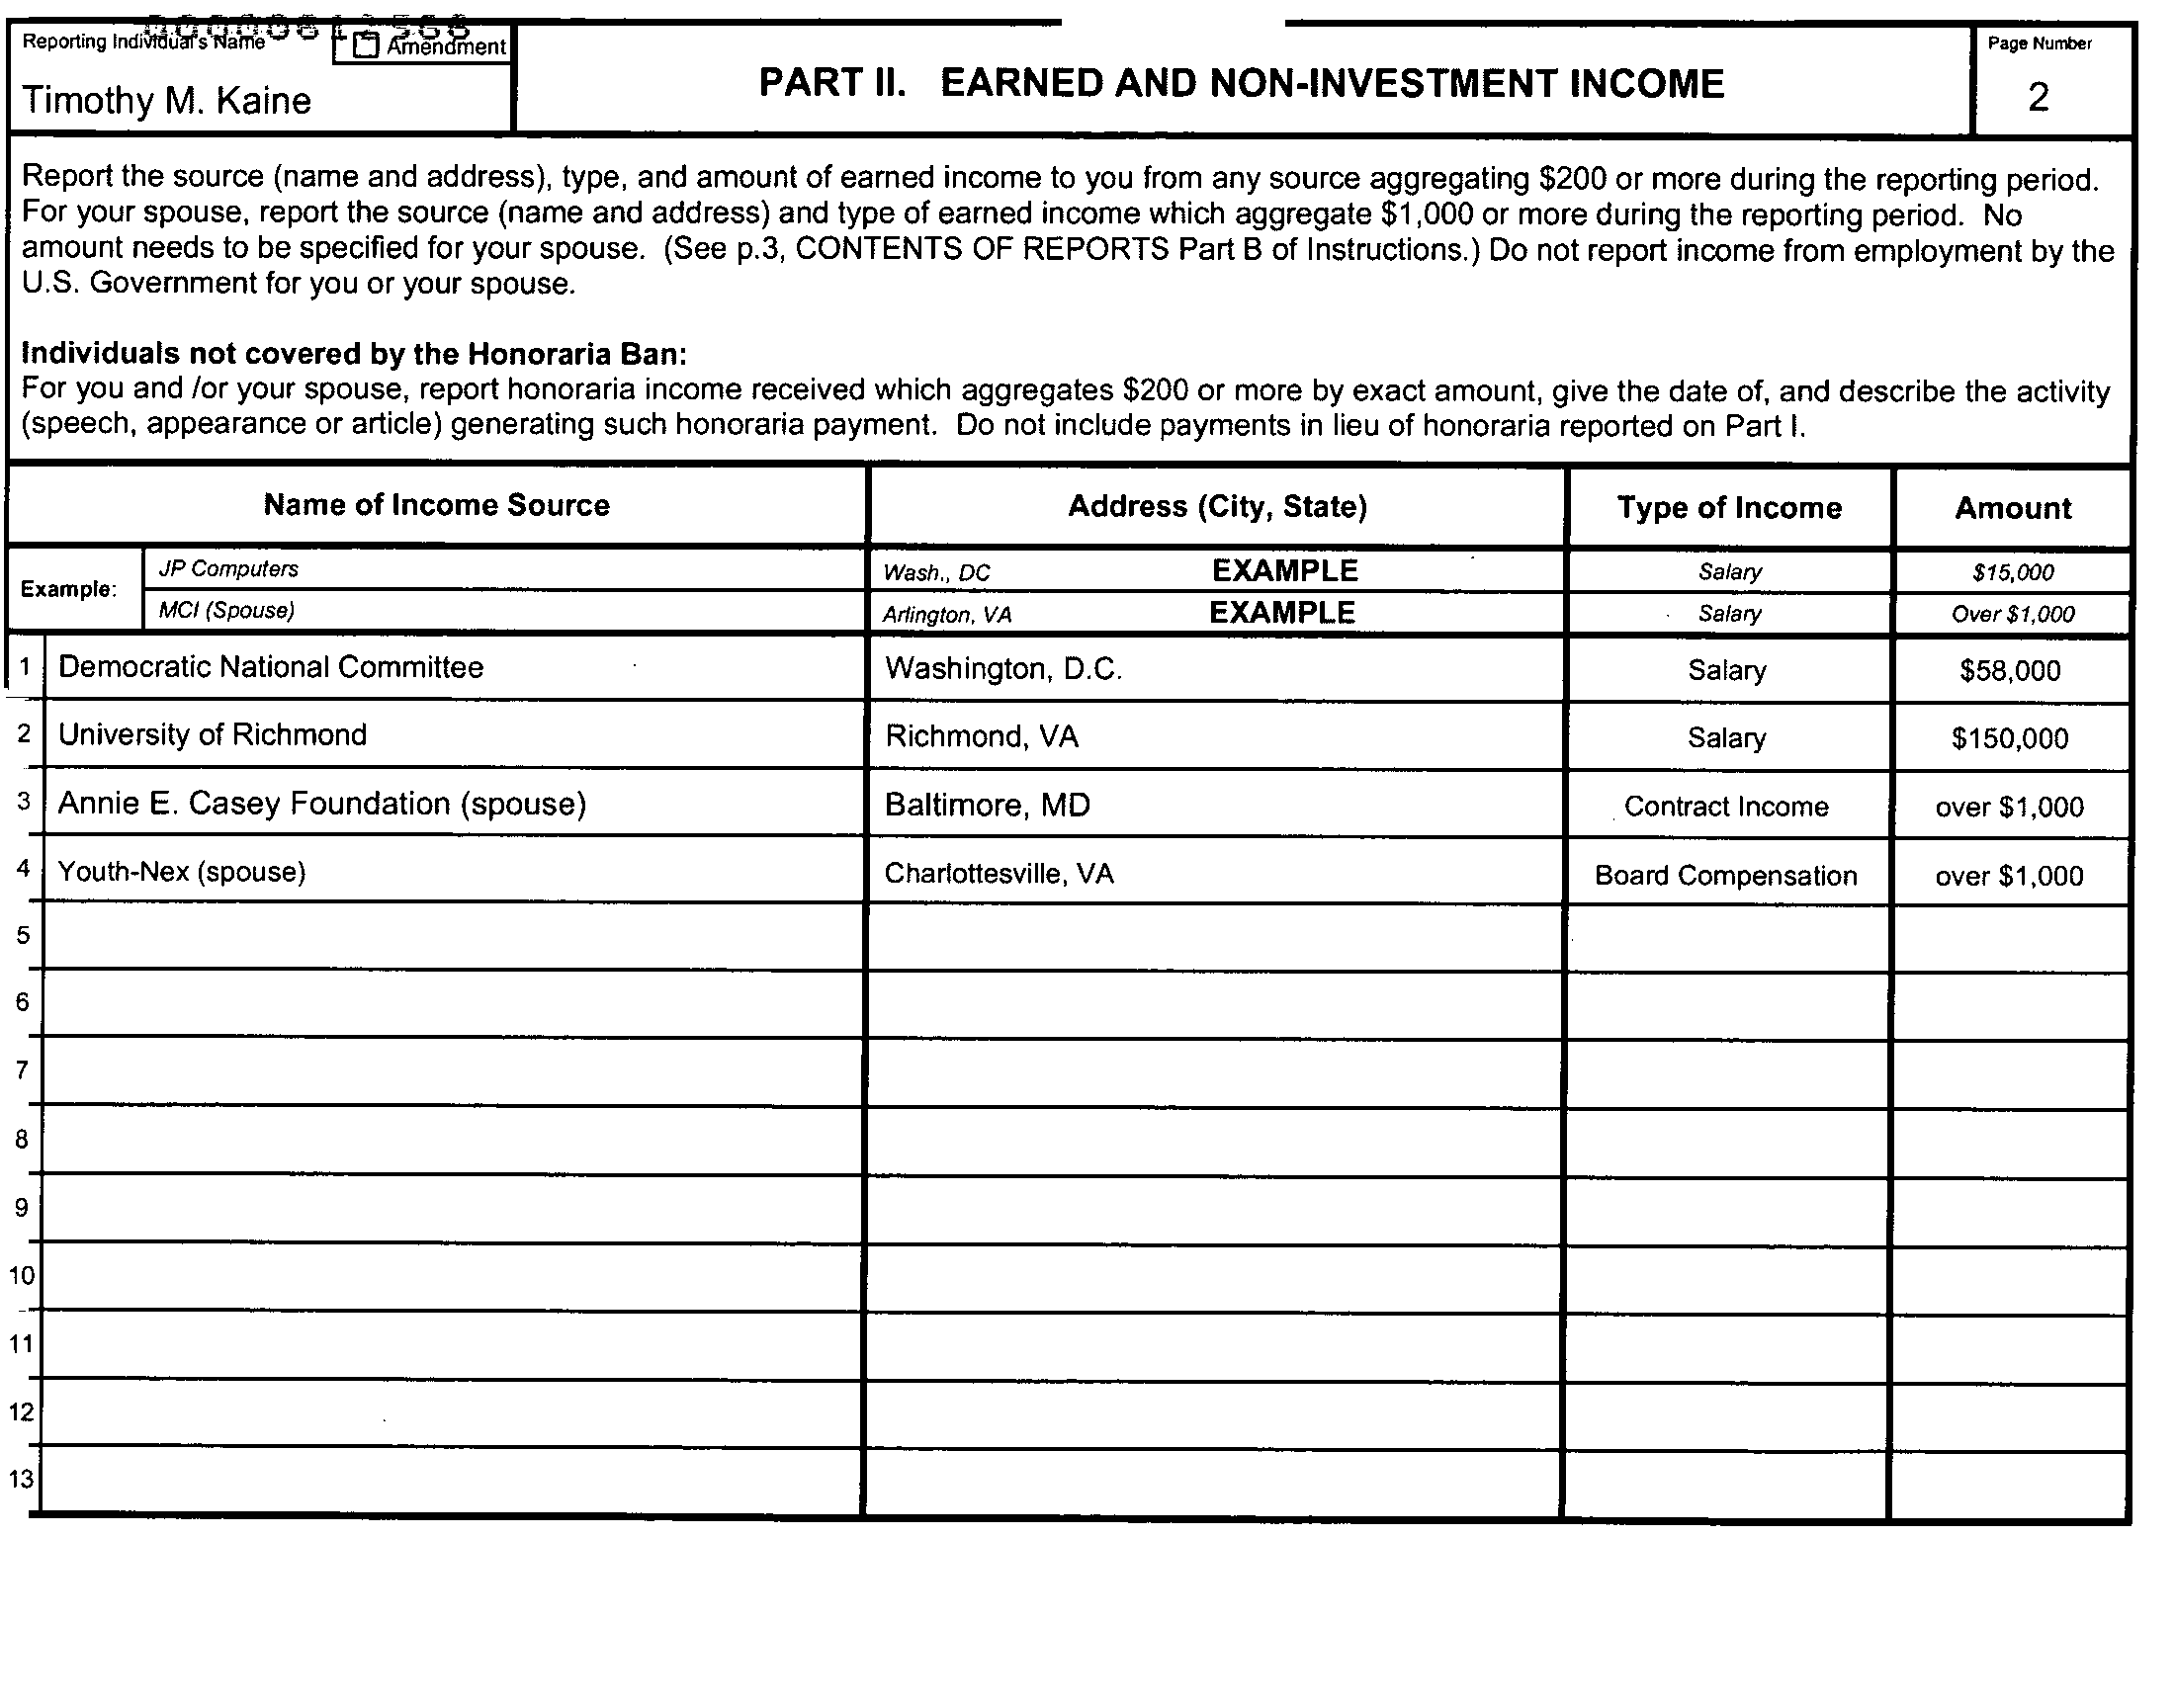 Reporting Individual's Name
Amendment
Timothy M. Kaine
PART II. EARNED AND NON-INVESTMENT INCOME
Page Number
2
Report the source (name and address), type, and amount of earned income to you from any source aggregating $200 or more during the reporting period.
For your spouse, report the source (name and address) and type of earned income which aggregate $1,000 or more during the reporting period. No
amount needs to be specified for your spouse. (See p.3, CONTENTS OF REPORTS Part B of Instructions.) Do not report income from employment by the
U.S. Government for you or your spouse.
Individuals not covered by the Honoraria Ban:
For you and /or your spouse, report honoraria income received which aggregates $200 or more by exact amount, give the date of, and describe the activity
(speech, appearance or article) generating such honoraria payment. Do not include payments in lieu of honoraria reported on Part I.
Name of Income Source Address (City, State) Type of Income Amount
Example:
JP Computers Wash., DC EXAMPLE Salary $15,000
MCI (Spouse) Arlington, VA EXAMPLE Salary Over $1,000
1 Democratic National Committee Washington, D.C. Salary $58,000
2 University of Richmond Richmond, VA Salary $150,000
3 Annie E. Casey Foundation (spouse) Baltimore, MD Contract Income over $1,000
4 Youth-Nex (spouse) Charlottesville, VA Board Compensation over $1,000
5
6
7
8
9
10
11
12
13